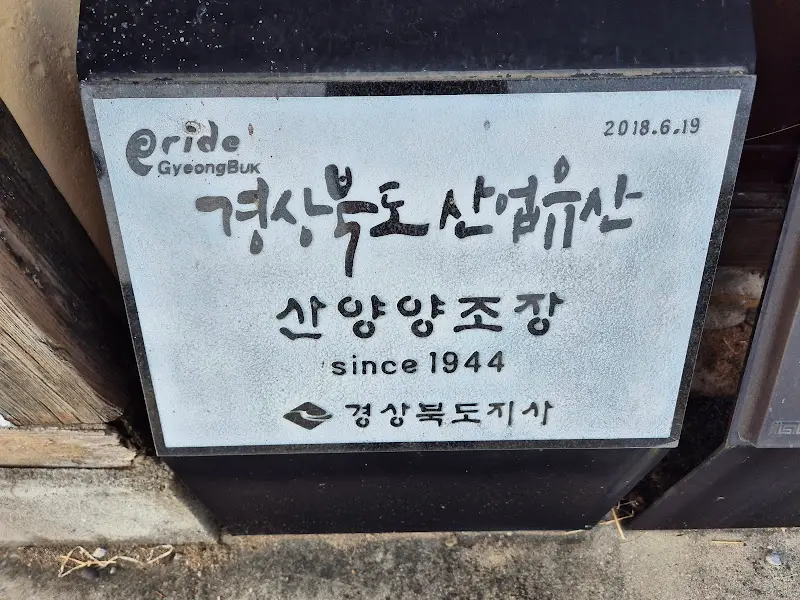 pride
GyeongBuk
2018.6.19
경상북도 산업유산
산양양조장
since 1944
경상북도지사